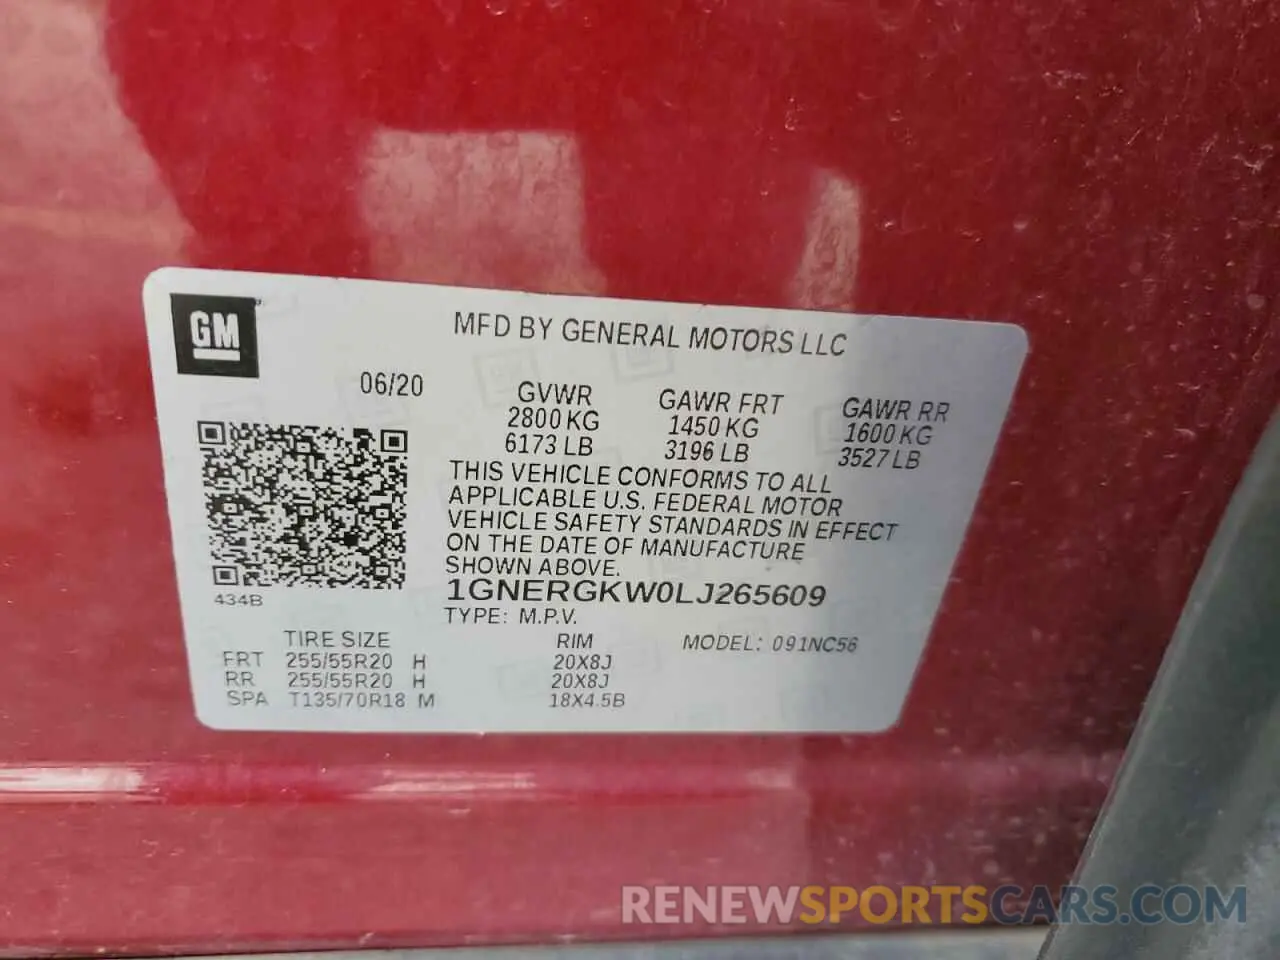 GM
MFD BY GENERAL MOTORS LLC
06/20
GVWR
2800 KG
6173 LB
GAWR FRT
1450 KG
3196 LB
GAWR RR
1600 KG
3527 LB
THIS VEHICLE CONFORMS TO ALL
APPLICABLE U.S. FEDERAL MOTOR
VEHICLE SAFETY STANDARDS IN EFFECT
ON THE DATE OF MANUFACTURE
SHOWN ABOVE.
434B
1GNERGKW0LJ265609
TYPE: M.P.V.
TIRE SIZE RIM MODEL: 091NC56
FRT 255/55R20 H 20X8J
RR 255/55R20 H 20X8J
SPA T135/70R18 M 18X4.5B
RENEWSPORTSCARS.COM